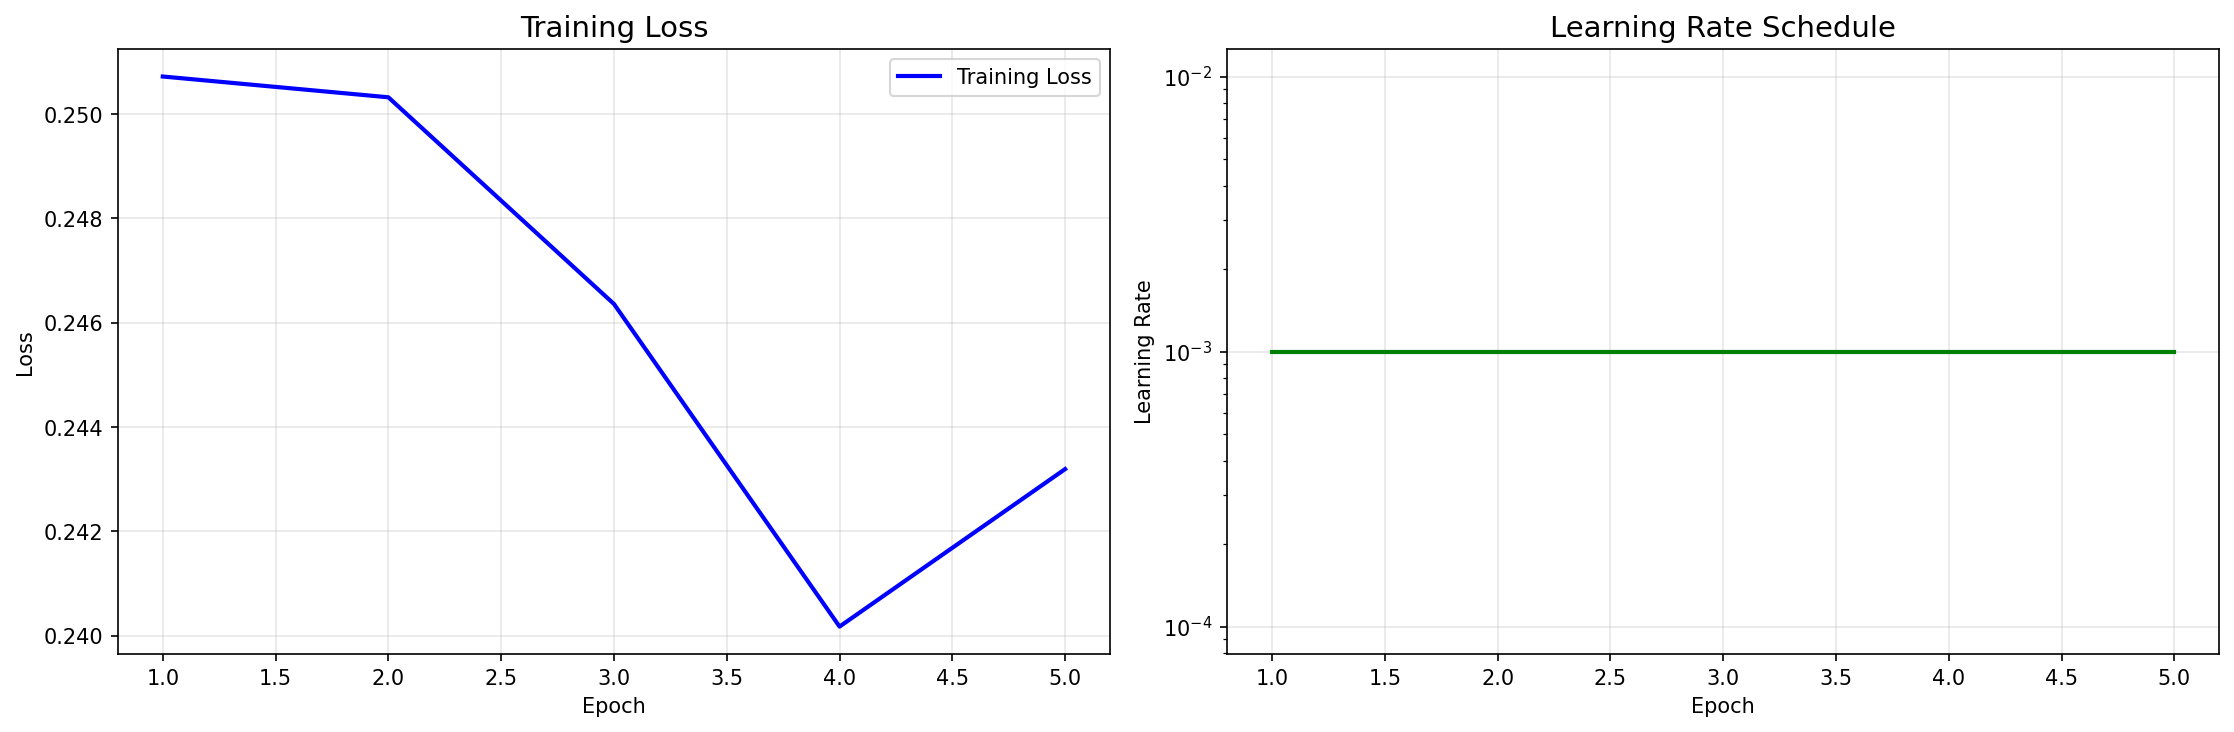 Training Loss
Training Loss
0.250
0.248
0.246
0.244
0.242
0.240
Loss
1.0 1.5 2.0 2.5 3.0 3.5 4.0 4.5 5.0
Epoch
Learning Rate Schedule
10⁻²
10⁻³
10⁻⁴
Learning Rate
1.0 1.5 2.0 2.5 3.0 3.5 4.0 4.5 5.0
Epoch